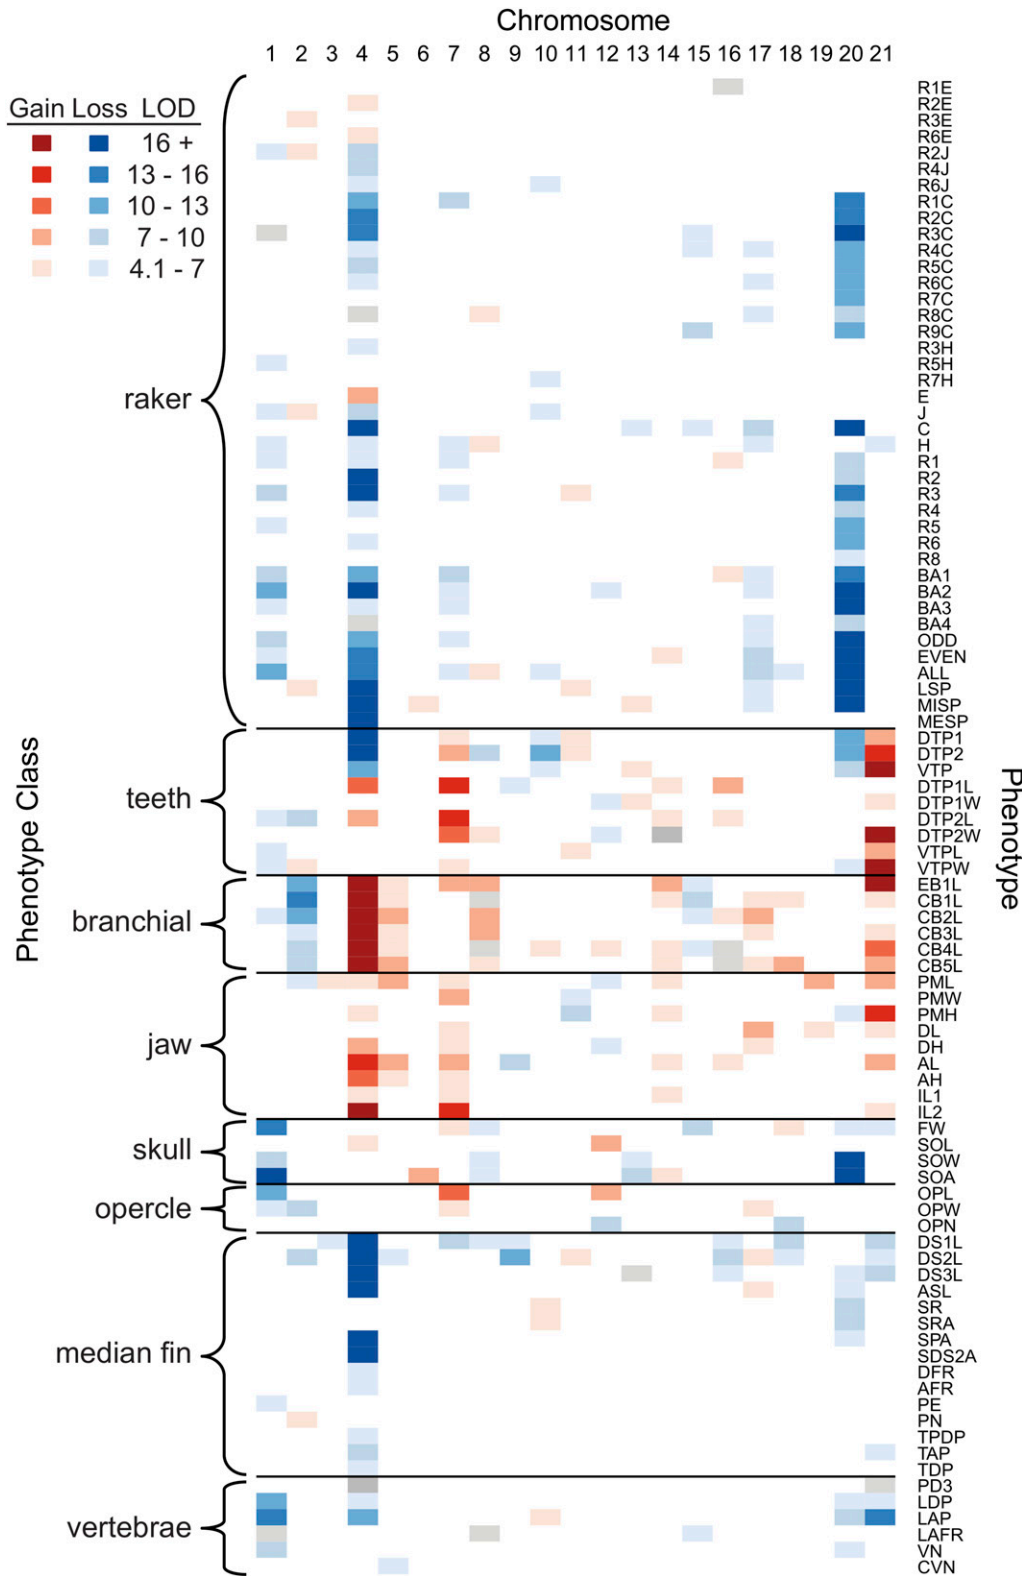 Chromosome
1 2 3 4 5 6 7 8 9 10 11 12 13 14 15 16 17 18 19 20 21
Gain Loss LOD
16 +
13 - 16
10 - 13
7 - 10
4.1 - 7
Phenotype Class
raker
teeth
branchial
jaw
skull
opercle
median fin
vertebrae
R1E
R2E
R3E
R6E
R2J
R4J
R6J
R1C
R2C
R3C
R4C
R5C
R6C
R7C
R8C
R9C
R3H
R5H
R7H
E
J
C
H
R1
R2
R3
R4
R5
R6
R8
BA1
BA2
BA3
BA4
ODD
EVEN
ALL
LSP
MISP
MESP
DTP1
DTP2
VTP
DTP1L
DTP1W
DTP2L
DTP2W
VTPL
VTPW
EB1L
CB1L
CB2L
CB3L
CB4L
CB5L
PML
PMW
PMH
DL
DH
AL
AH
IL1
IL2
FW
SOL
SOW
SOA
OPL
OPW
OPN
DS1L
DS2L
DS3L
ASL
SR
SRA
SPA
SDS2A
DFR
AFR
PE
PN
TPDP
TAP
TDP
PD3
LDP
LAP
LAFR
VN
CVN
Phenotype